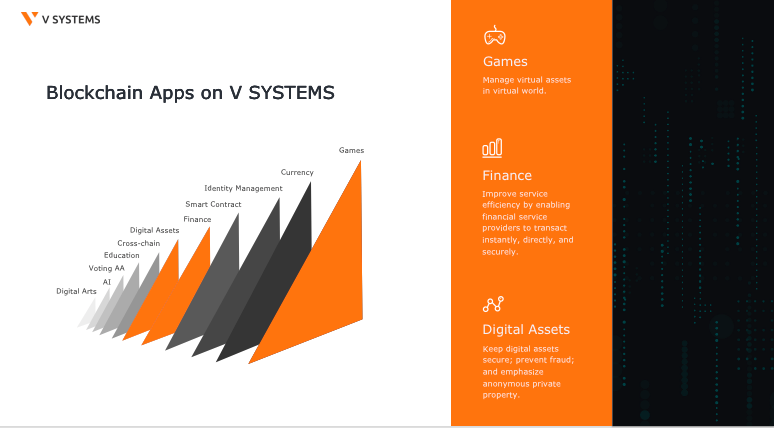 V SYSTEMS
Blockchain Apps on V SYSTEMS
Games
Currency
Identity Management
Smart Contract
Finance
Digital Assets
Cross-chain
Education
Voting AA
AI
Digital Arts
Games
Manage virtual assets
in virtual world.
Finance
Improve service
efficiency by enabling
financial service
providers to transact
instantly, directly, and
securely.
Digital Assets
Keep digital assets
secure; prevent fraud;
and emphasize
anonymous private
property.